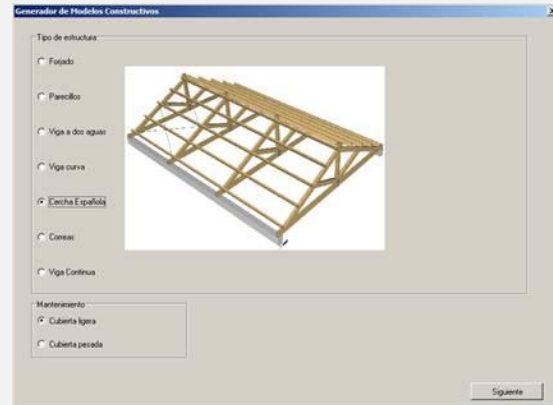 Generador de Modelos Constructivos
Tipo de estructura
Forjado
Parecillos
Viga a dos aguas
Viga curva
Cercha Española
Correas
Viga Continua
Mantenimiento
Cubierta ligera
Cubierta pesada
Siguiente